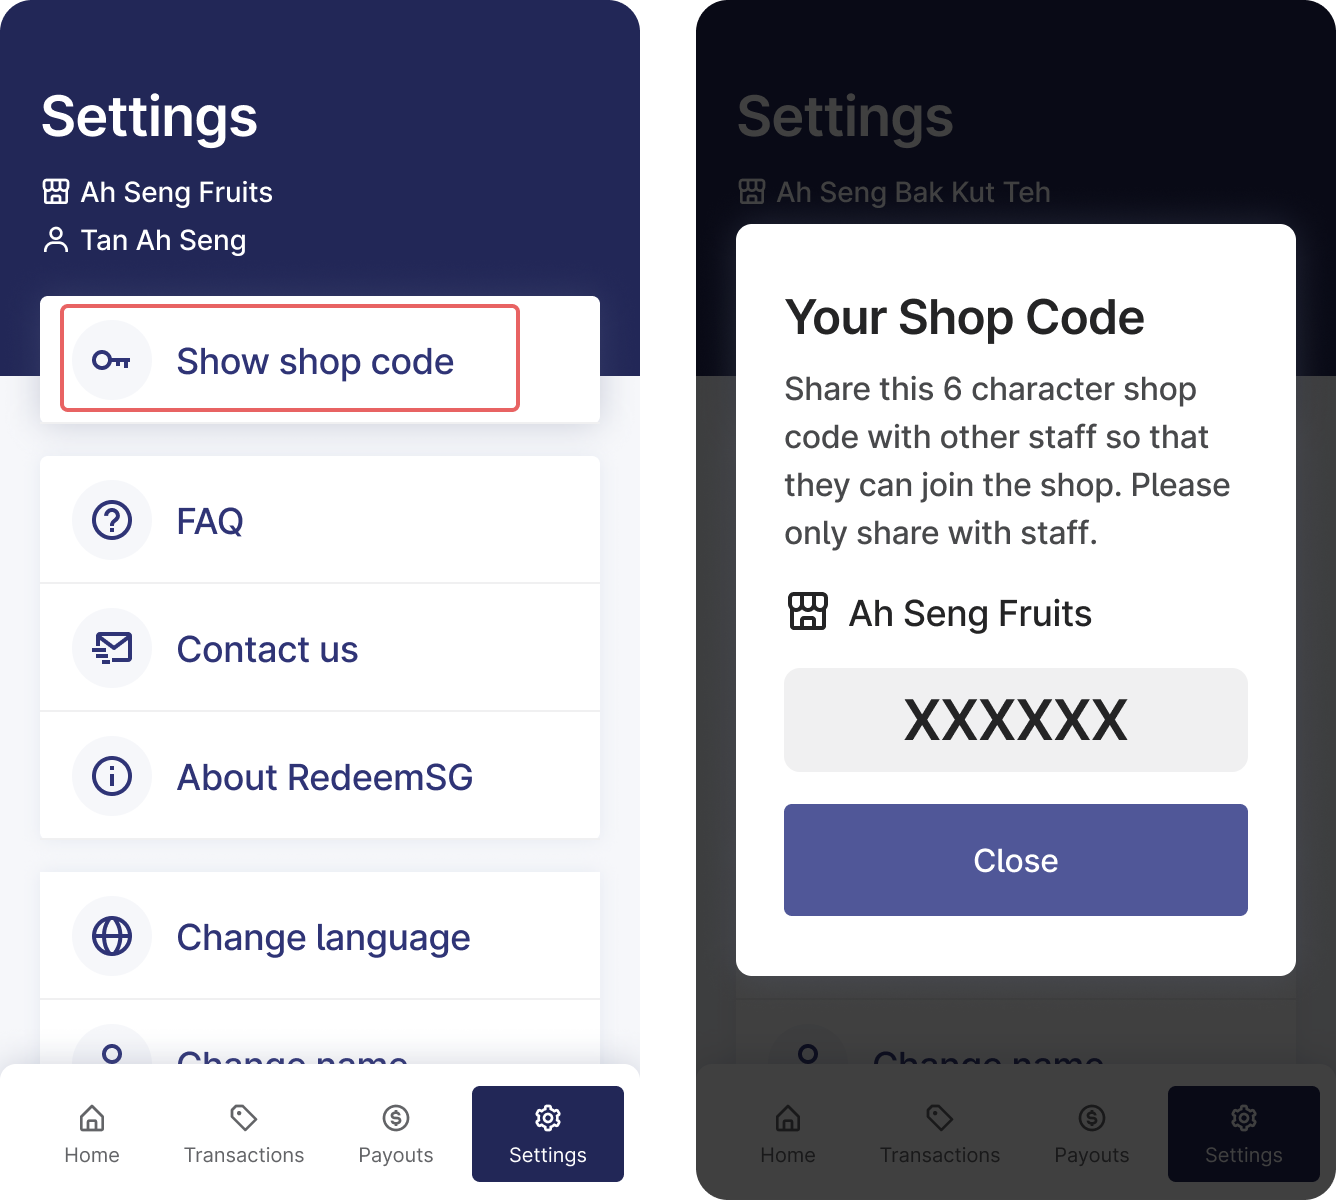 Settings
Ah Seng Fruits
Tan Ah Seng
Show shop code
FAQ
Contact us
About RedeemSG
Change language
Change name
Home
Transactions
Payouts
Settings
Settings
Ah Seng Bak Kut Teh
Your Shop Code
Share this 6 character shop
code with other staff so that
they can join the shop. Please
only share with staff.
Ah Seng Fruits
XXXXXX
Close
Change name
Home
Transactions
Payouts
Settings